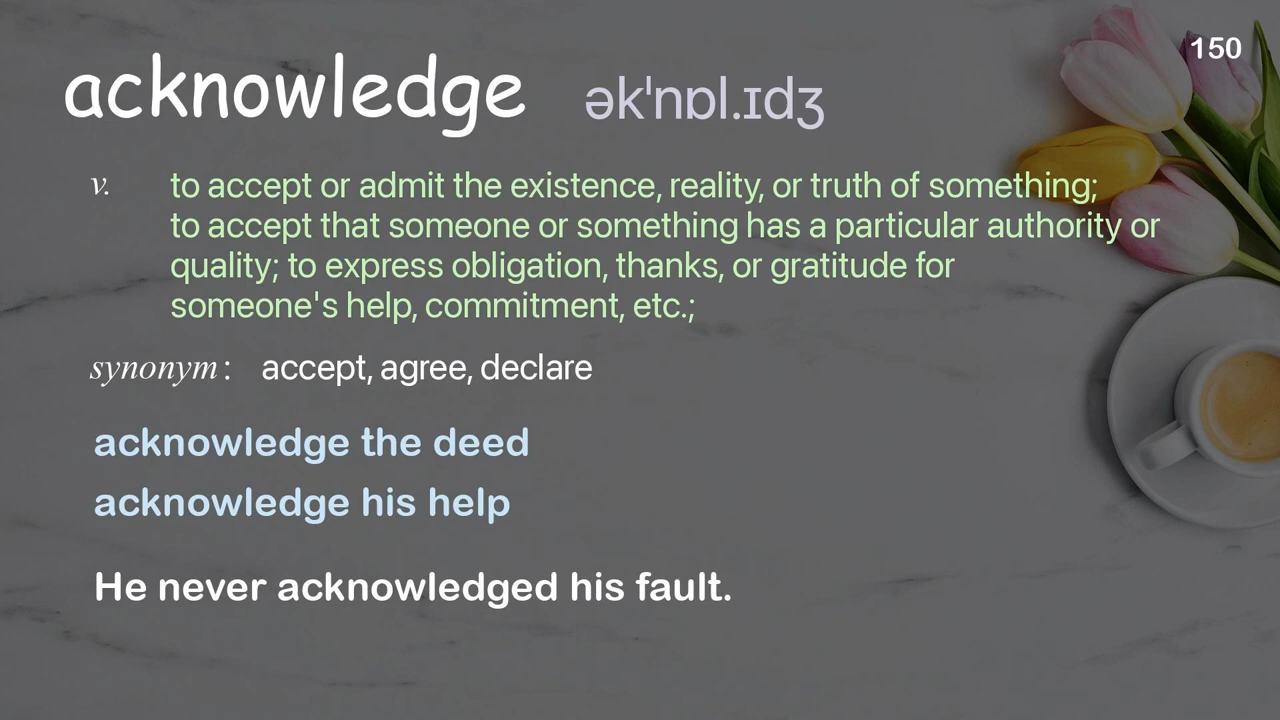 150
acknowledge əkˈnɒl.ɪdʒ
v. to accept or admit the existence, reality, or truth of something;
to accept that someone or something has a particular authority or
quality; to express obligation, thanks, or gratitude for
someone's help, commitment, etc.;
synonym: accept, agree, declare
acknowledge the deed
acknowledge his help
He never acknowledged his fault.